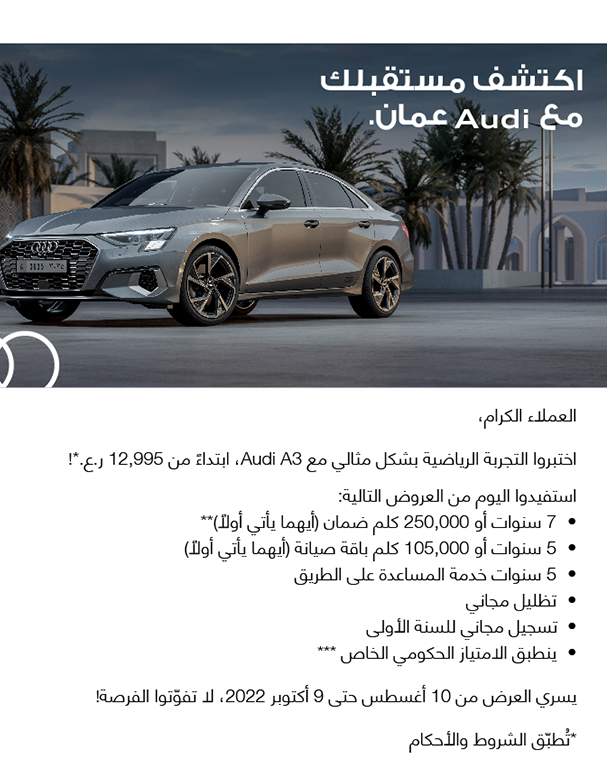 اكتشف مستقبلك
مع Audi عمان.
العملاء الكرام،
اختبروا التجربة الرياضية بشكل مثالي مع Audi A3، ابتداءً من 12,995 ر.ع.*!
استفيدوا اليوم من العروض التالية:
• 7 سنوات أو 250,000 كلم ضمان (أيهما يأتي أولاً)**
• 5 سنوات أو 105,000 كلم باقة صيانة (أيهما يأتي أولاً)
• 5 سنوات خدمة المساعدة على الطريق
• تظليل مجاني
• تسجيل مجاني للسنة الأولى
• ينطبق الامتياز الحكومي الخاص ***
يسري العرض من 10 أغسطس حتى 9 أكتوبر 2022، لا تفوّتوا الفرصة!
*تُطبّق الشروط والأحكام